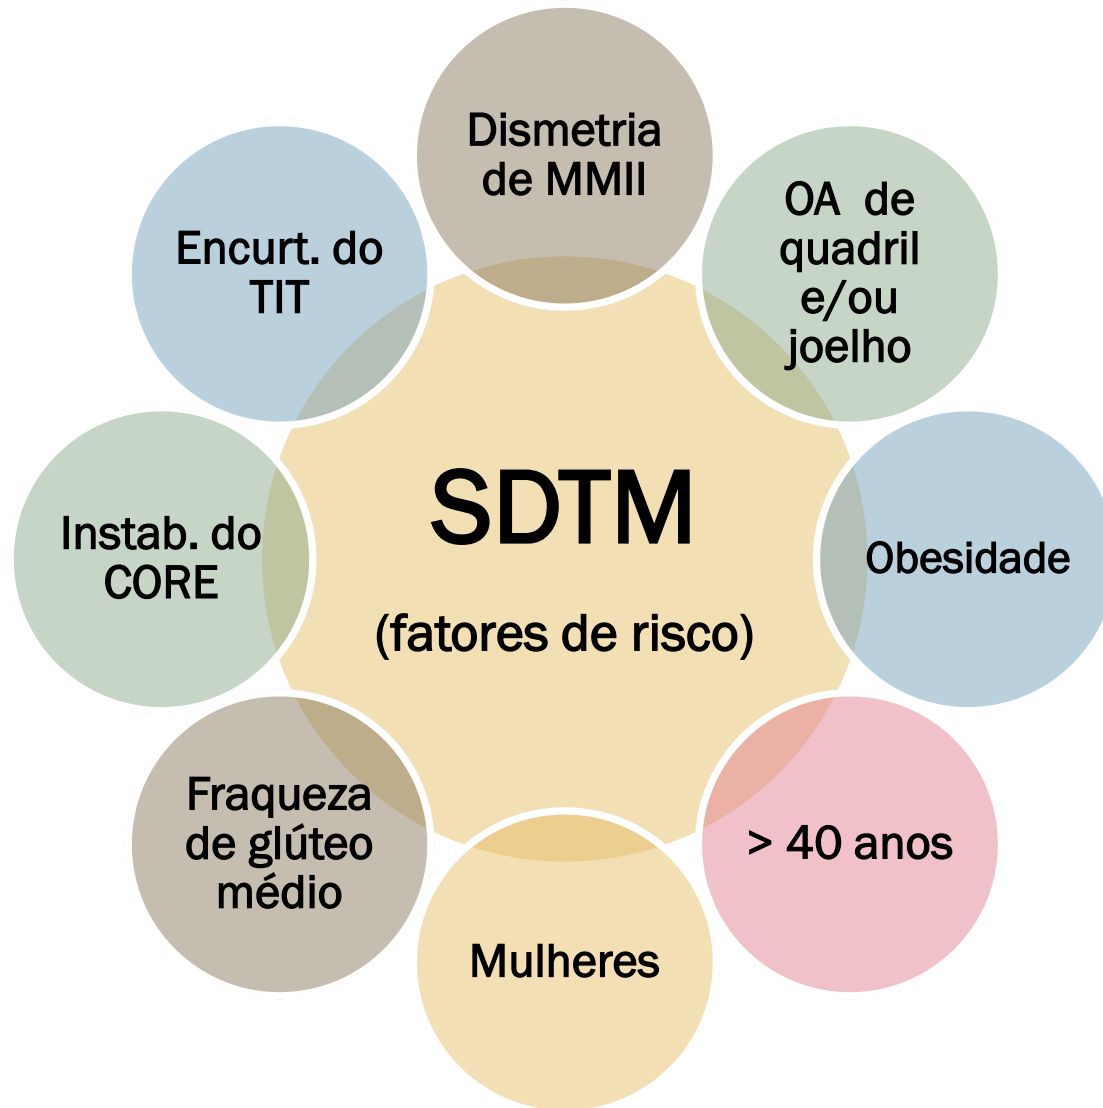 Dismetria
de MMII
OA de
quadril
e/ou
joelho
Obesidade
> 40 anos
Mulheres
Fraqueza
de glúteo
médio
Instab. do
CORE
Encurt. do
TIT
SDTM
(fatores de risco)